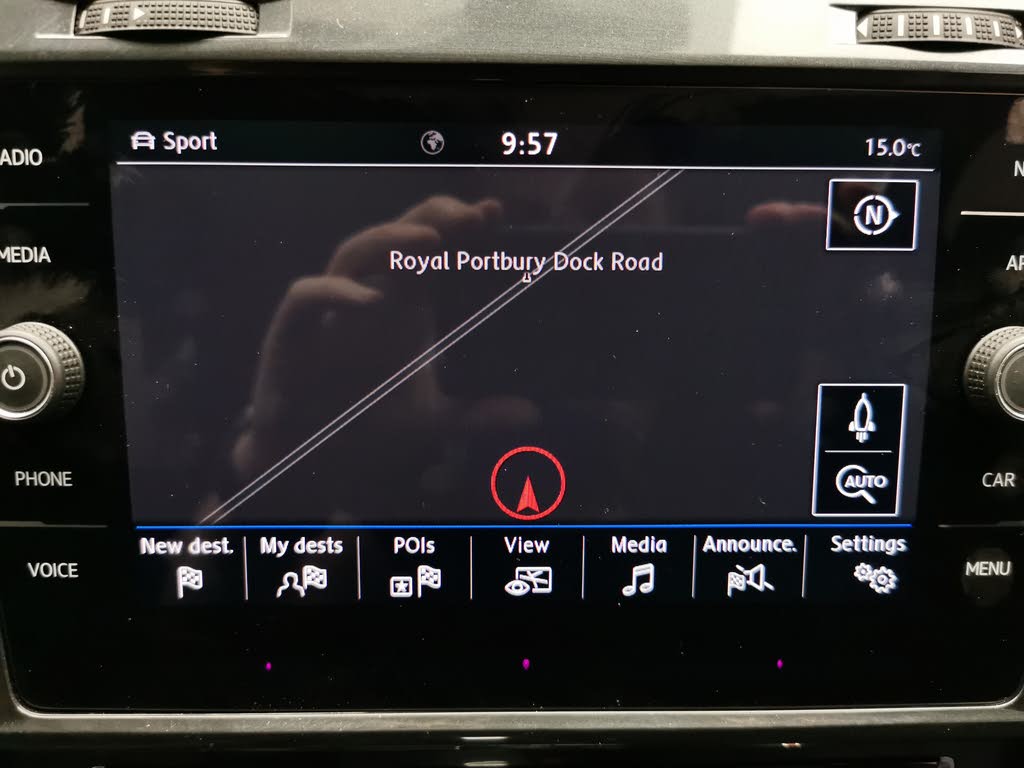 Sport
9:57
15.0°C
ADIO
MEDIA
N
Royal Portbury Dock Road
PHONE
AUTO
CAR
New dest.
My dests
POIs
View
Media
Announce.
Settings
VOICE
MENU